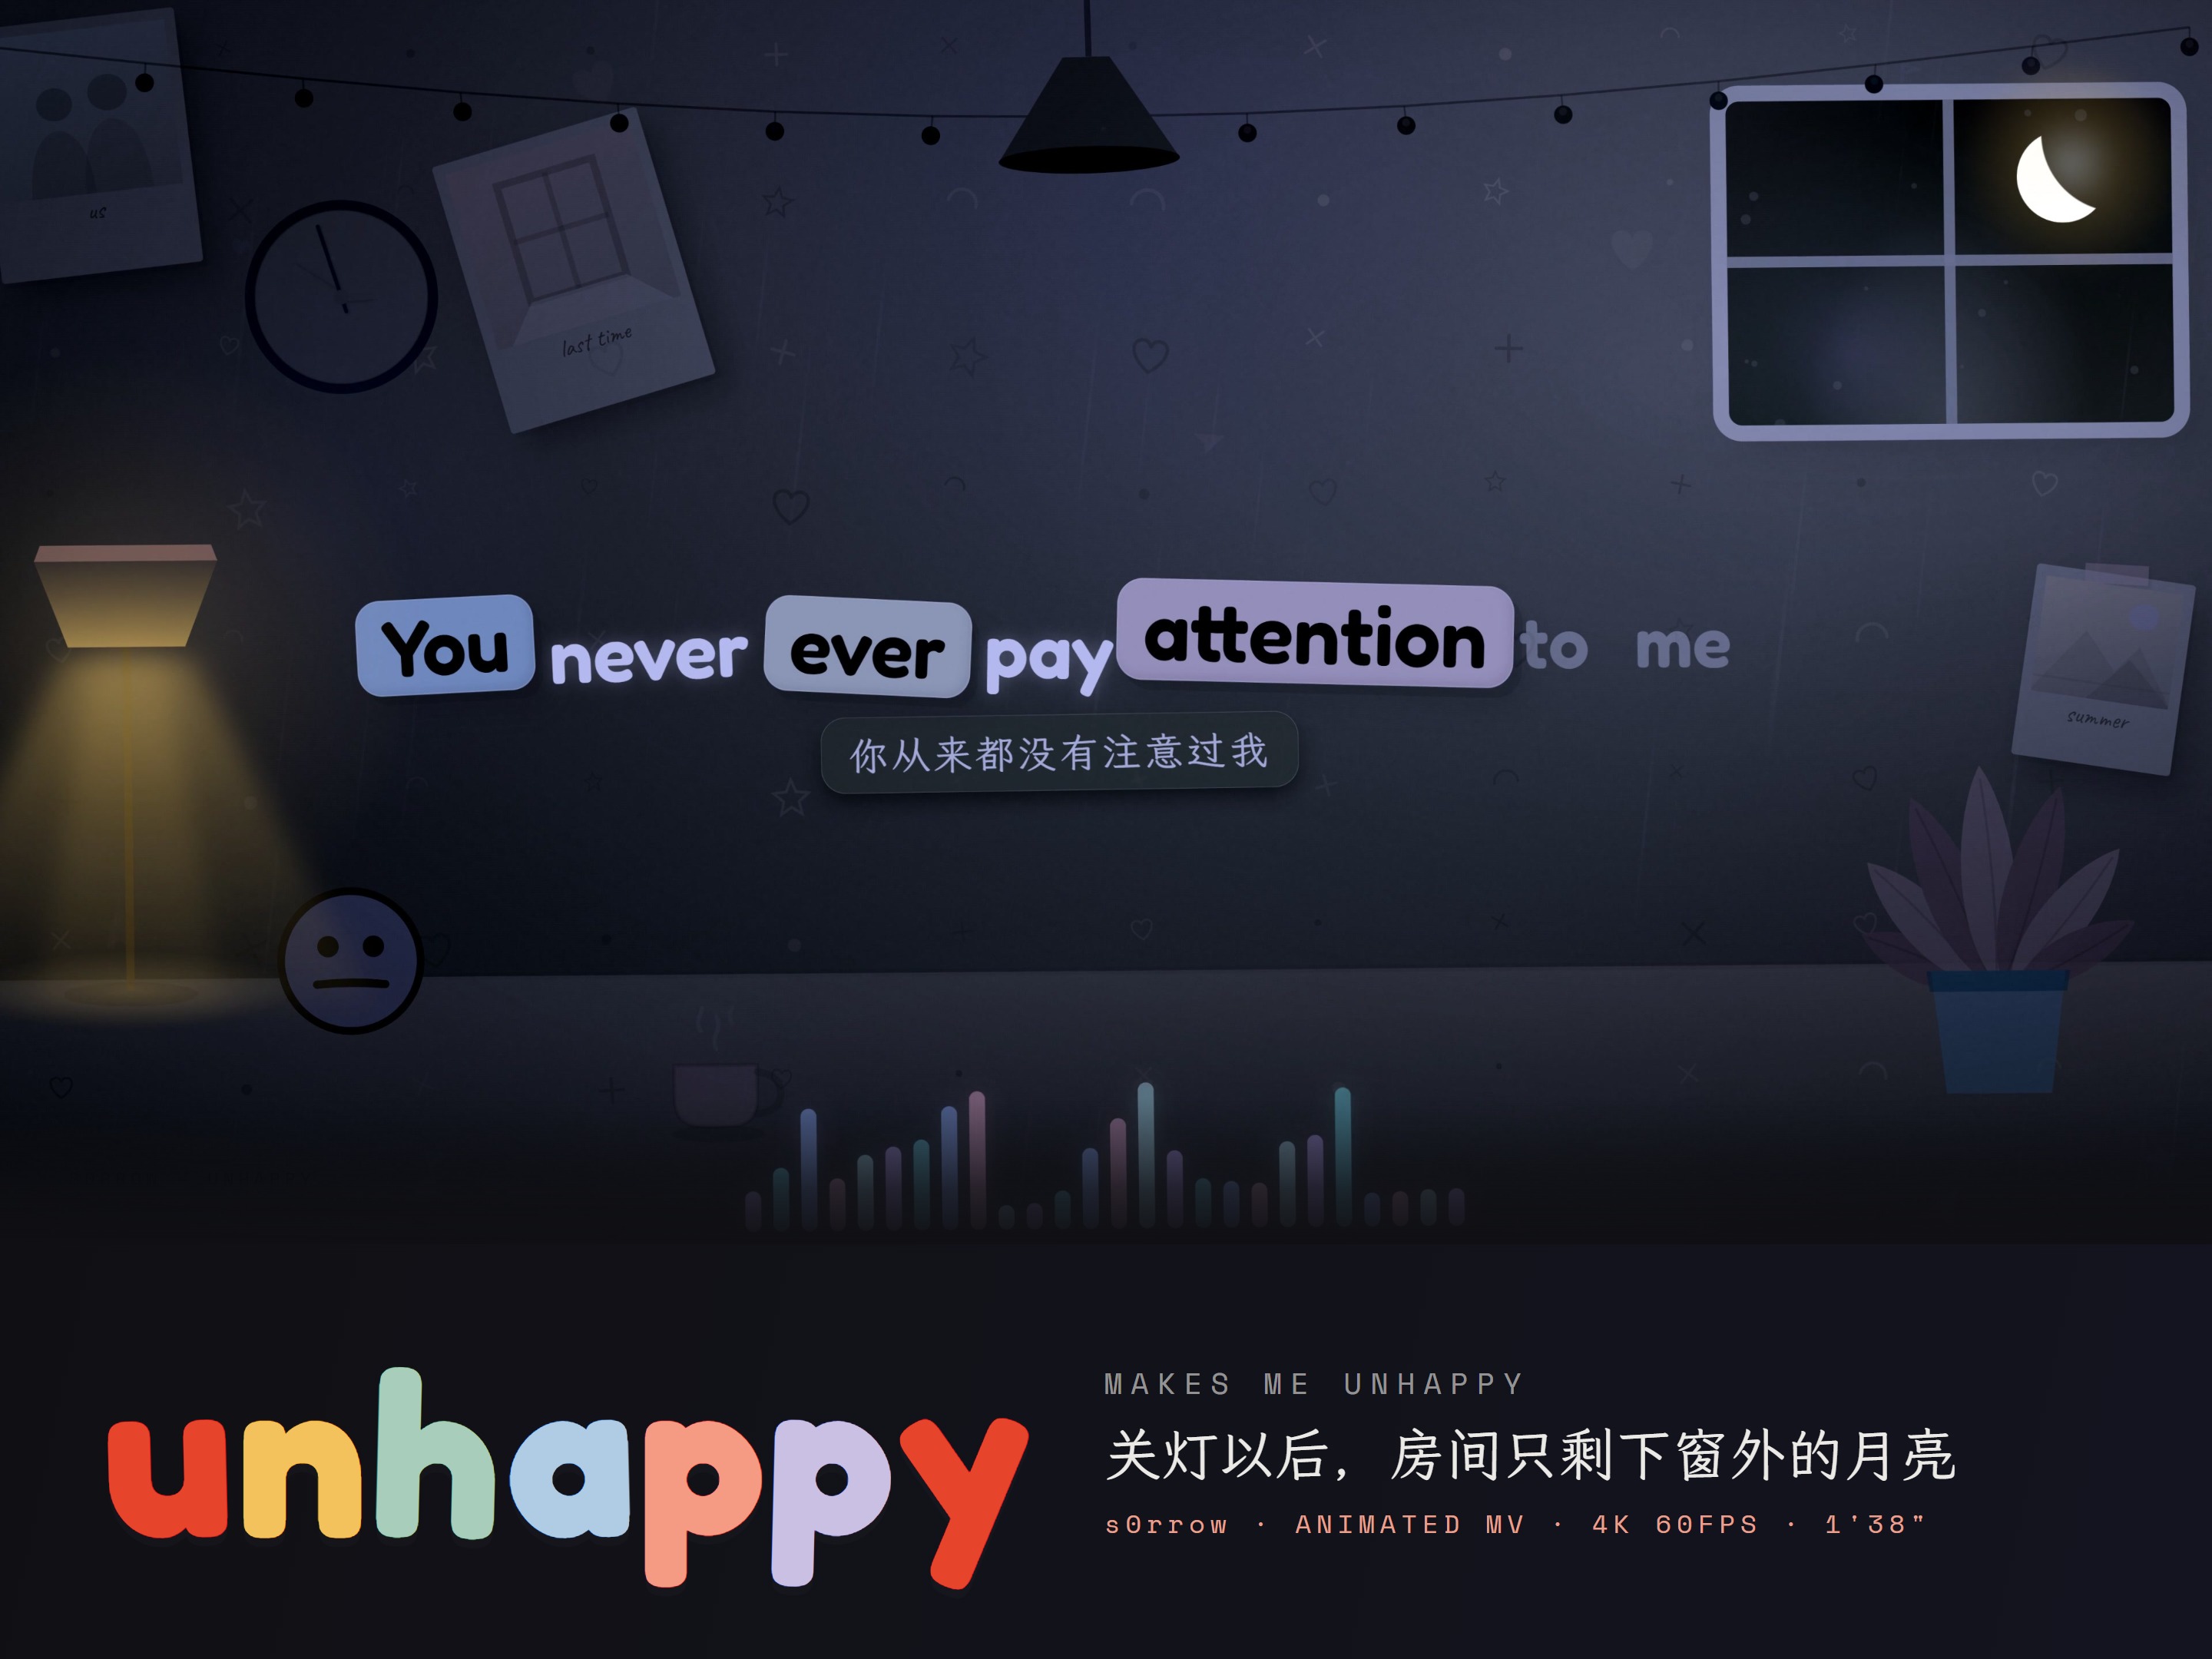 us
last time
You never ever pay attention to me
你从来都没有注意过我
summer
unhappy
MAKES ME UNHAPPY
关灯以后，房间只剩下窗外的月亮
s0rrow · ANIMATED MV · 4K 60FPS · 1'38"